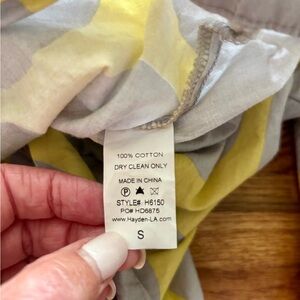 100% COTTON
DRY CLEAN ONLY
MADE IN CHINA
P
STYLE# H6150
PO# HD6875
www.Hayden-LA.com
S